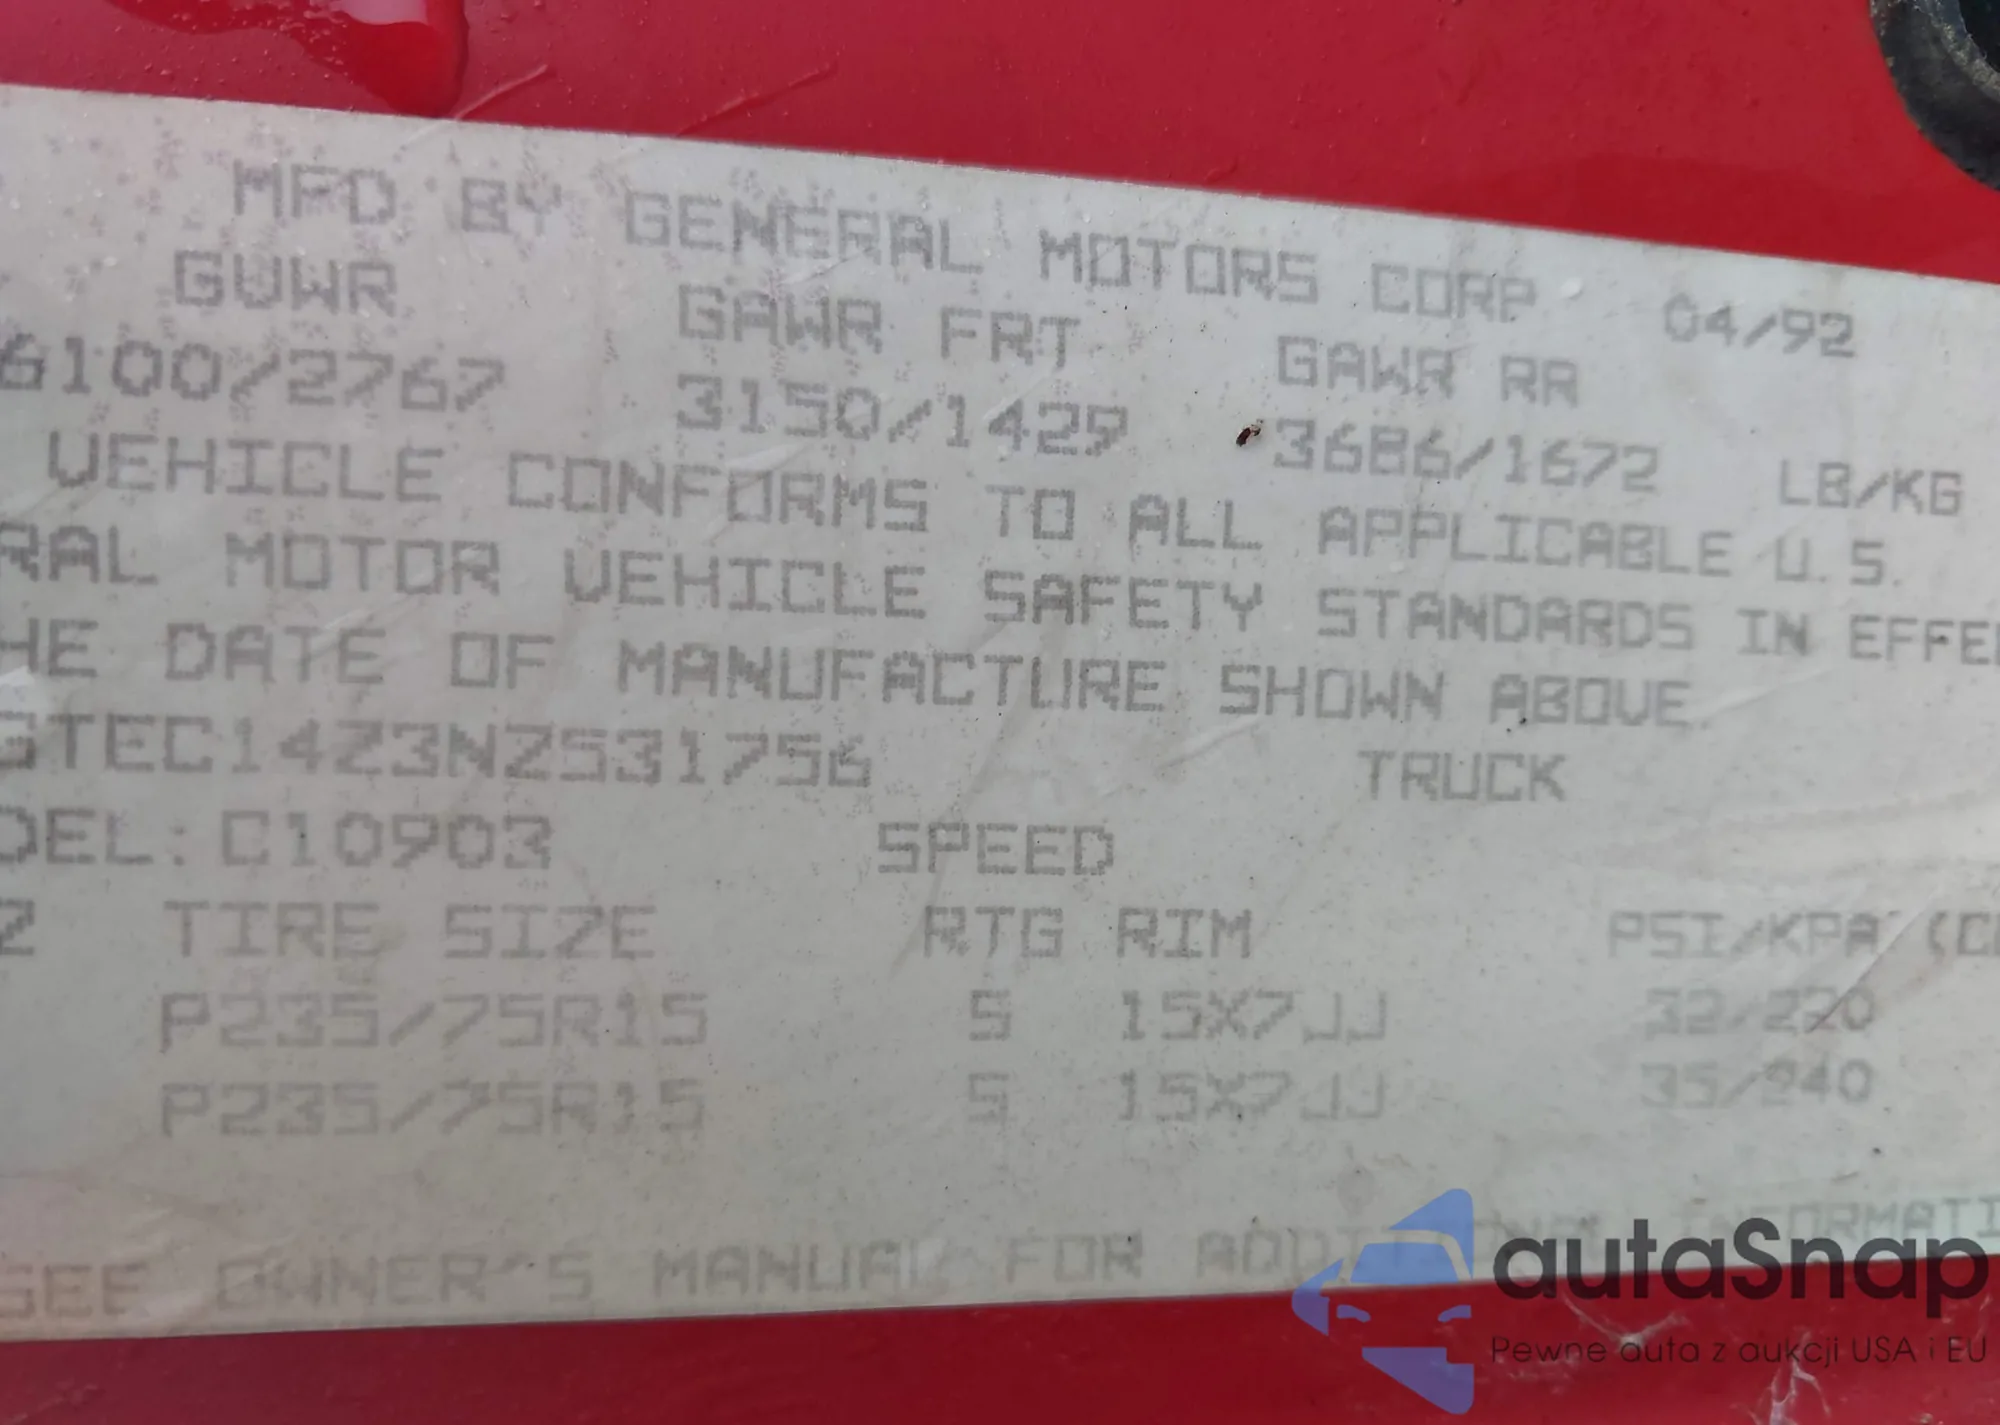 MFD BY GENERAL MOTORS CORP 04/92
GVWR GAWR FRT GAWR RR
6100/2767 3150/1429 3686/1672 LB/KG
VEHICLE CONFORMS TO ALL APPLICABLE U.S.
RAL MOTOR VEHICLE SAFETY STANDARDS IN EFFE
HE DATE OF MANUFACTURE SHOWN ABOVE.
GTEC14Z3NZ531756 TRUCK
DEL: C10903 SPEED
Z TIRE SIZE RTG RIM PSI/KPA (C
P235/75R15 S 15X7JJ 32/220
P235/75R15 S 15X7JJ 35/240
SEE OWNER'S MANUAL FOR ADDITIONAL INFORMATI
autaSnap
Pewne auta z aukcji USA i EU